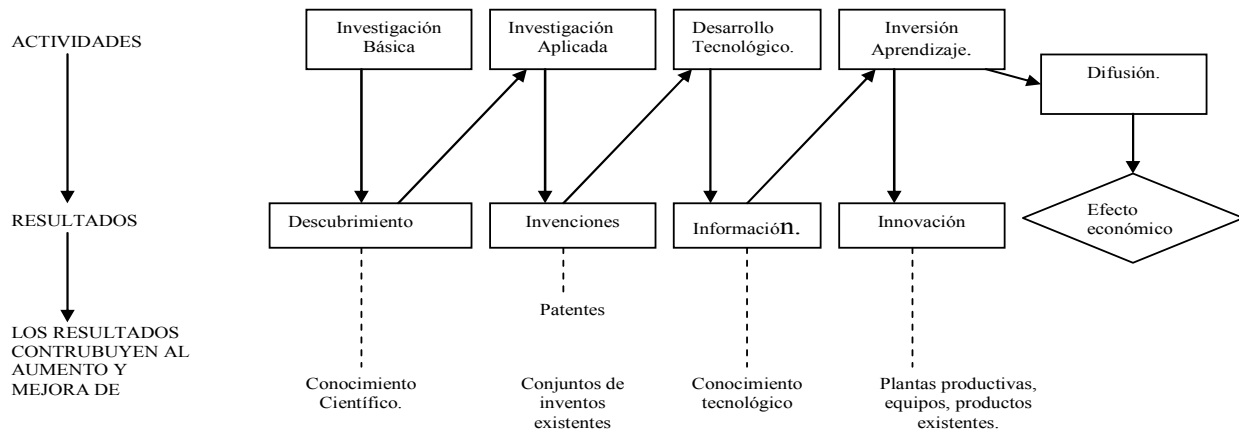 ACTIVIDADES
Investigación
Básica
Investigación
Aplicada
Desarrollo
Tecnológico.
Inversión
Aprendizaje.
Difusión.
RESULTADOS
Descubrimiento
Invenciones
Información.
Innovación
Efecto
económico
Patentes
LOS RESULTADOS
CONTRUBUYEN AL
AUMENTO Y
MEJORA DE
Conocimiento
Científico.
Conjuntos de
inventos
existentes
Conocimiento
tecnológico
Plantas productivas,
equipos, productos
existentes.